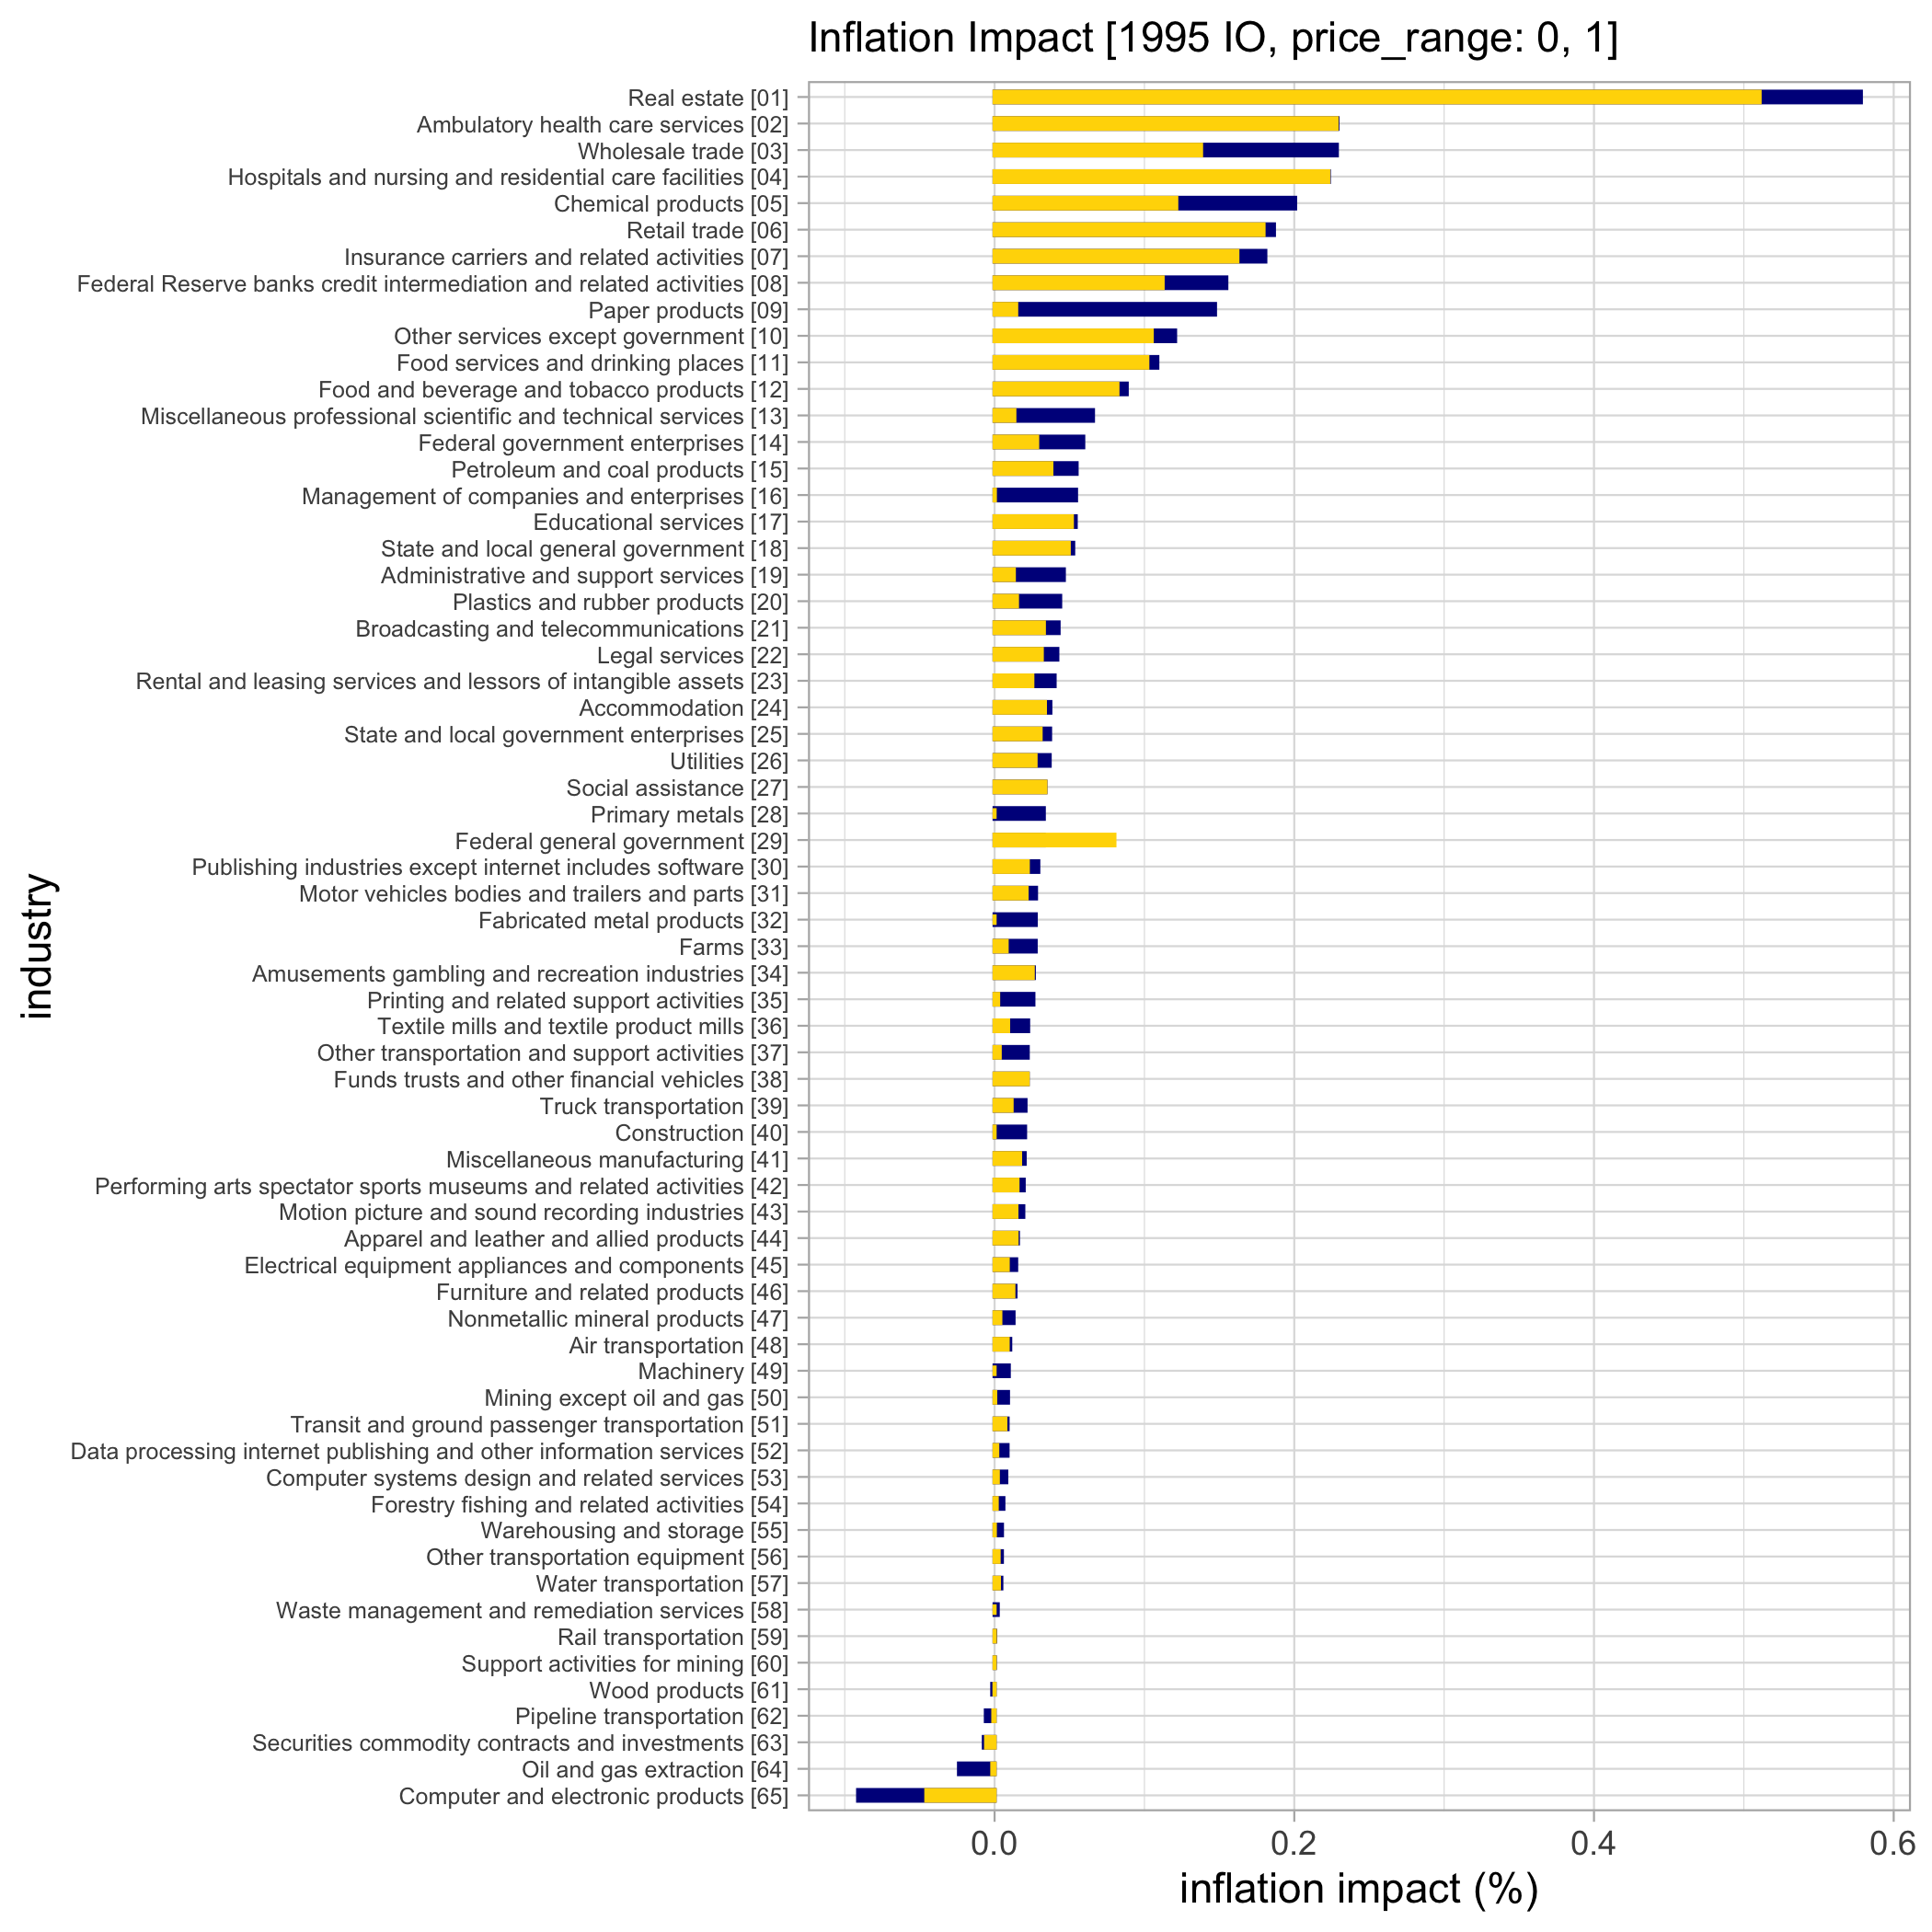 Inflation Impact [1995 IO, price_range: 0, 1]
industry
Real estate [01]
Ambulatory health care services [02]
Wholesale trade [03]
Hospitals and nursing and residential care facilities [04]
Chemical products [05]
Retail trade [06]
Insurance carriers and related activities [07]
Federal Reserve banks credit intermediation and related activities [08]
Paper products [09]
Other services except government [10]
Food services and drinking places [11]
Food and beverage and tobacco products [12]
Miscellaneous professional scientific and technical services [13]
Federal government enterprises [14]
Petroleum and coal products [15]
Management of companies and enterprises [16]
Educational services [17]
State and local general government [18]
Administrative and support services [19]
Plastics and rubber products [20]
Broadcasting and telecommunications [21]
Legal services [22]
Rental and leasing services and lessors of intangible assets [23]
Accommodation [24]
State and local government enterprises [25]
Utilities [26]
Social assistance [27]
Primary metals [28]
Federal general government [29]
Publishing industries except internet includes software [30]
Motor vehicles bodies and trailers and parts [31]
Fabricated metal products [32]
Farms [33]
Amusements gambling and recreation industries [34]
Printing and related support activities [35]
Textile mills and textile product mills [36]
Other transportation and support activities [37]
Funds trusts and other financial vehicles [38]
Truck transportation [39]
Construction [40]
Miscellaneous manufacturing [41]
Performing arts spectator sports museums and related activities [42]
Motion picture and sound recording industries [43]
Apparel and leather and allied products [44]
Electrical equipment appliances and components [45]
Furniture and related products [46]
Nonmetallic mineral products [47]
Air transportation [48]
Machinery [49]
Mining except oil and gas [50]
Transit and ground passenger transportation [51]
Data processing internet publishing and other information services [52]
Computer systems design and related services [53]
Forestry fishing and related activities [54]
Warehousing and storage [55]
Other transportation equipment [56]
Water transportation [57]
Waste management and remediation services [58]
Rail transportation [59]
Support activities for mining [60]
Wood products [61]
Pipeline transportation [62]
Securities commodity contracts and investments [63]
Oil and gas extraction [64]
Computer and electronic products [65]
0.0 0.2 0.4 0.6
inflation impact (%)